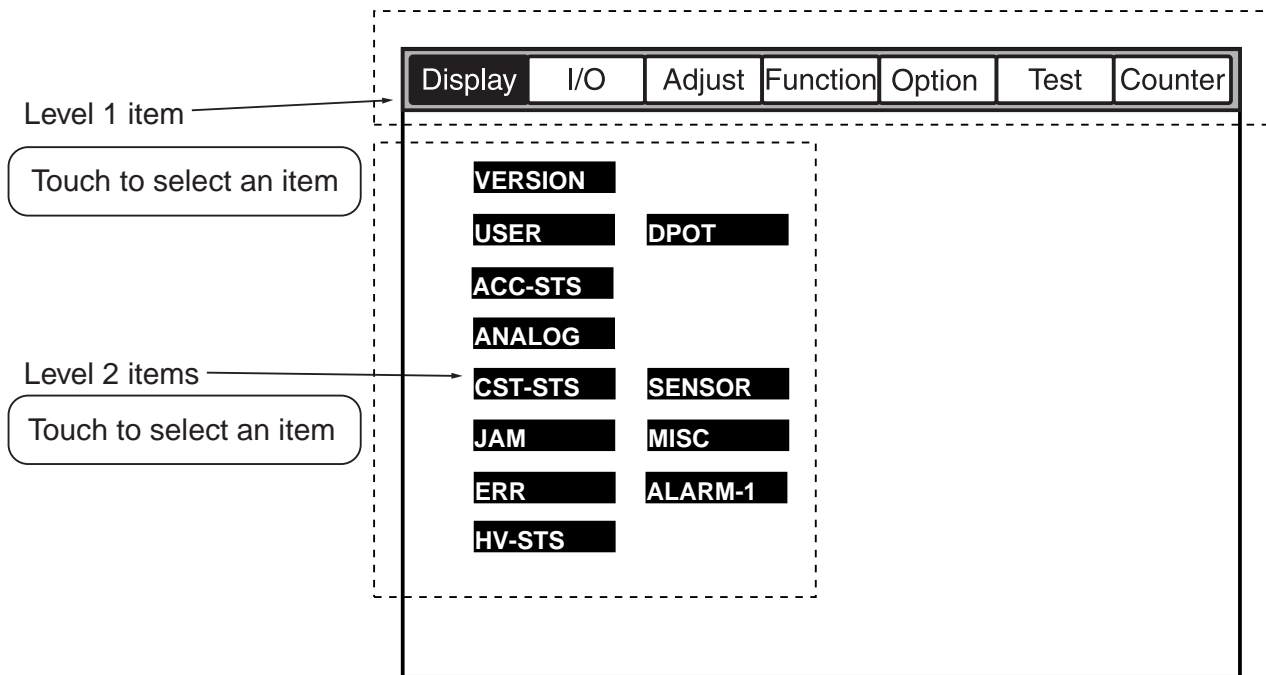 Display I/O Adjust Function Option Test Counter
Level 1 item
Touch to select an item
VERSION
USER DPOT
ACC-STS
ANALOG
Level 2 items
CST-STS SENSOR
Touch to select an item
JAM MISC
ERR ALARM-1
HV-STS